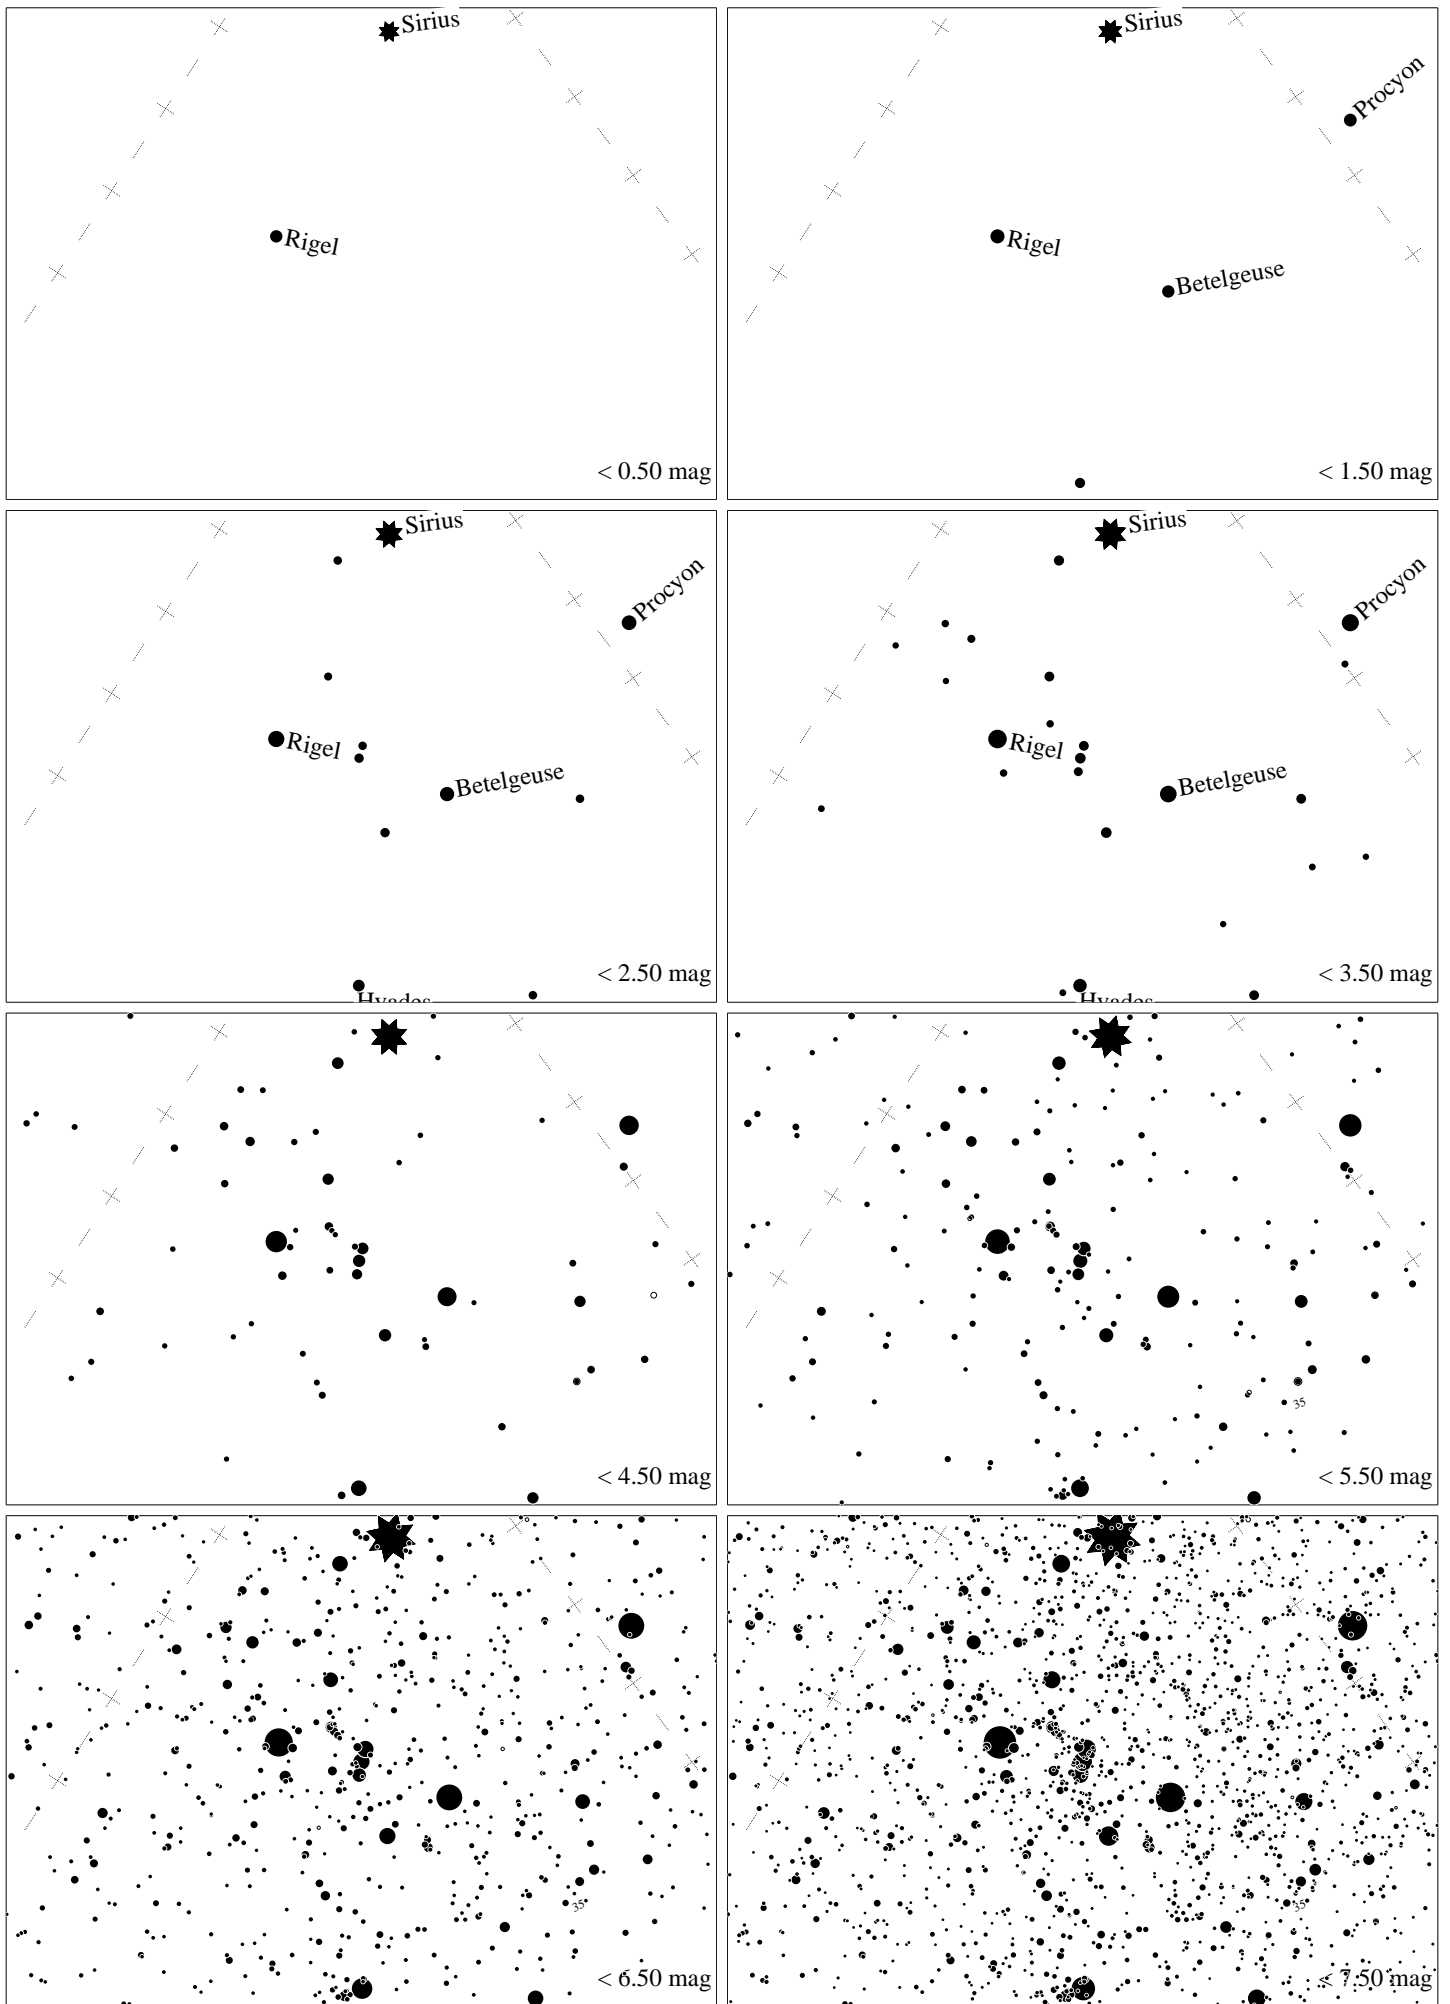 Sirius
Rigel
< 0.50 mag
Sirius
Procyon
Rigel
Betelgeuse
< 1.50 mag
Sirius
Procyon
Rigel
Betelgeuse
< 2.50 mag
Hyades
Sirius
Procyon
Rigel
Betelgeuse
< 3.50 mag
Hyades
< 4.50 mag
35
< 5.50 mag
35
< 6.50 mag
35
< 7.50 mag